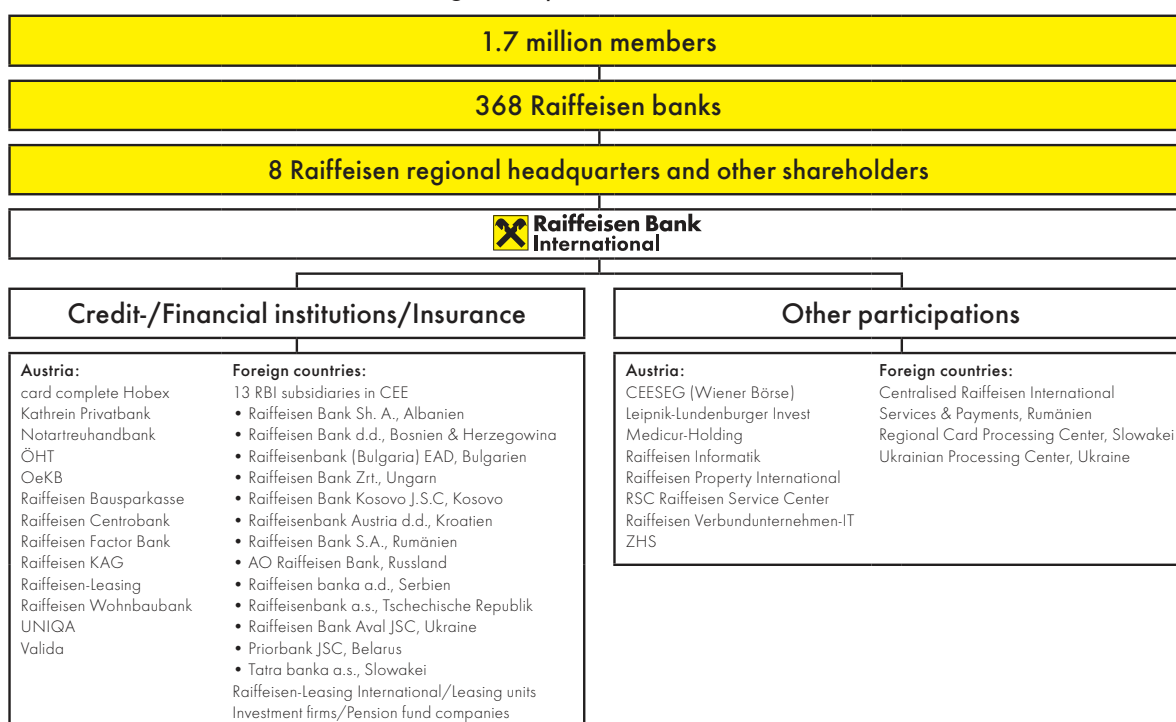 1.7 million members
368 Raiffeisen banks
8 Raiffeisen regional headquarters and other shareholders
Raiffeisen Bank
International
Credit-/Financial institutions/Insurance
Austria:
card complete Hobex
Kathrein Privatbank
Notartreuhandbank
ÖHT
OeKB
Raiffeisen Bausparkasse
Raiffeisen Centrobank
Raiffeisen Factor Bank
Raiffeisen KAG
Raiffeisen-Leasing
Raiffeisen Wohnbaubank
UNIQA
Valida
Foreign countries:
13 RBI subsidiaries in CEE
• Raiffeisen Bank Sh. A., Albanien
• Raiffeisen Bank d.d., Bosnien & Herzegowina
• Raiffeisenbank (Bulgaria) EAD, Bulgarien
• Raiffeisen Bank Zrt., Ungarn
• Raiffeisen Bank Kosovo J.S.C, Kosovo
• Raiffeisenbank Austria d.d., Kroatien
• Raiffeisen Bank S.A., Rumänien
• AO Raiffeisen Bank, Russland
• Raiffeisen banka a.d., Serbien
• Raiffeisenbank a.s., Tschechische Republik
• Raiffeisen Bank Aval JSC, Ukraine
• Priorbank JSC, Belarus
• Tatra banka a.s., Slowakei
Raiffeisen-Leasing International/Leasing units
Investment firms/Pension fund companies
Other participations
Austria:
CEESEG (Wiener Börse)
Leipnik-Lundenburger Invest
Medicur-Holding
Raiffeisen Informatik
Raiffeisen Property International
RSC Raiffeisen Service Center
Raiffeisen Verbundunternehmen-IT
ZHS
Foreign countries:
Centralised Raiffeisen International
Services & Payments, Rumänien
Regional Card Processing Center, Slowakei
Ukrainian Processing Center, Ukraine